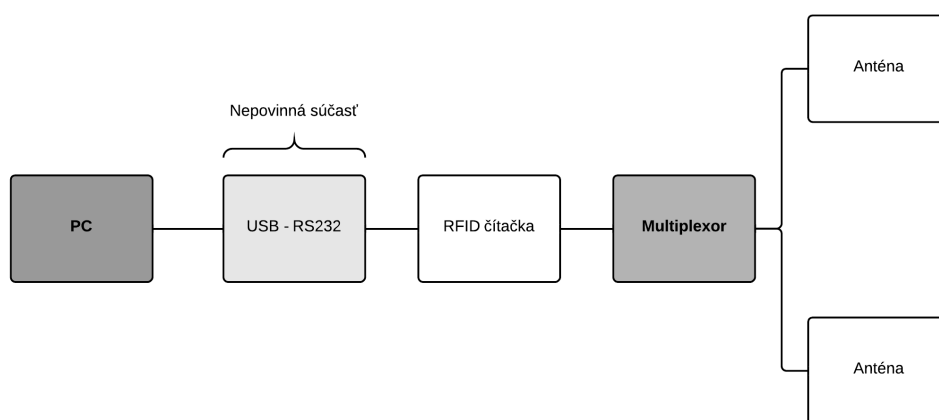 Anténa
Nepovinná súčasť
PC
USB - RS232
RFID čítačka
Multiplexor
Anténa